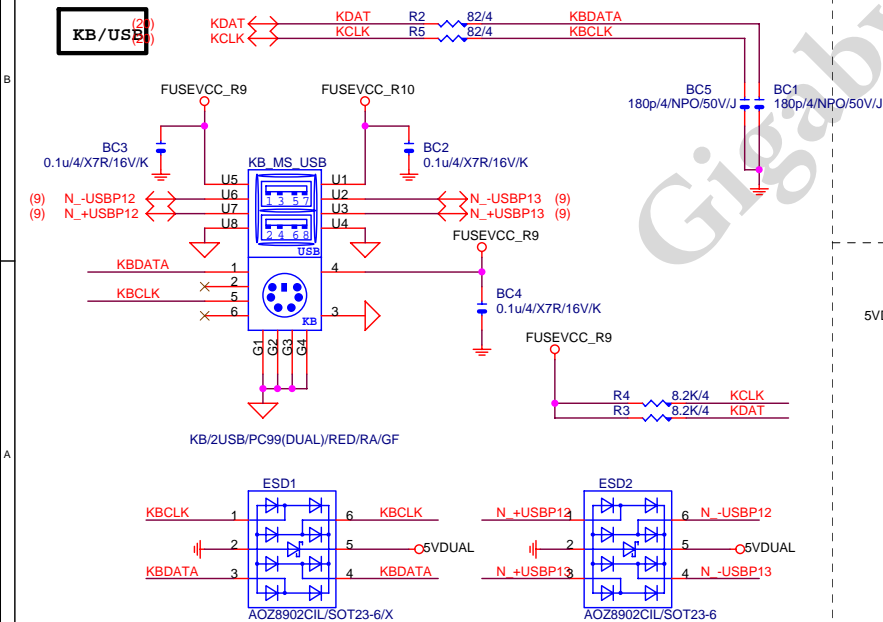 KB/USB
(20) KDAT KDAT R2 82/4 KBDATA
(20) KCLK KCLK R5 82/4 KBCLK
B
FUSEVCC_R9 FUSEVCC_R10
BC5 BC1
180p/4/NPO/50V/J 180p/4/NPO/50V/J
Gigaby
BC3 BC2
0.1u/4/X7R/16V/K 0.1u/4/X7R/16V/K
KB_MS_USB
U5 U1
(9) N_-USBP12 U6 1 3 5 7 U2 N_-USBP13 (9)
(9) N_+USBP12 U7 U3 N_+USBP13 (9)
U8 2 4 6 8 U4
USB
FUSEVCC_R9
KBDATA 1 4
2
KBCLK 5
BC4
0.1u/4/X7R/16V/K
6 KB 3
5VD
G1 G2 G3 G4
FUSEVCC_R9
R4 8.2K/4 KCLK
R3 8.2K/4 KDAT
KB/2USB/PC99(DUAL)/RED/RA/GF
A
ESD1 ESD2
KBCLK 1 6 KBCLK N_+USBP12 1 6 N_-USBP12
2 5 5VDUAL 2 5 5VDUAL
KBDATA 3 4 KBDATA N_+USBP13 3 4 N_-USBP13
AOZ8902CIL/SOT23-6/X AOZ8902CIL/SOT23-6